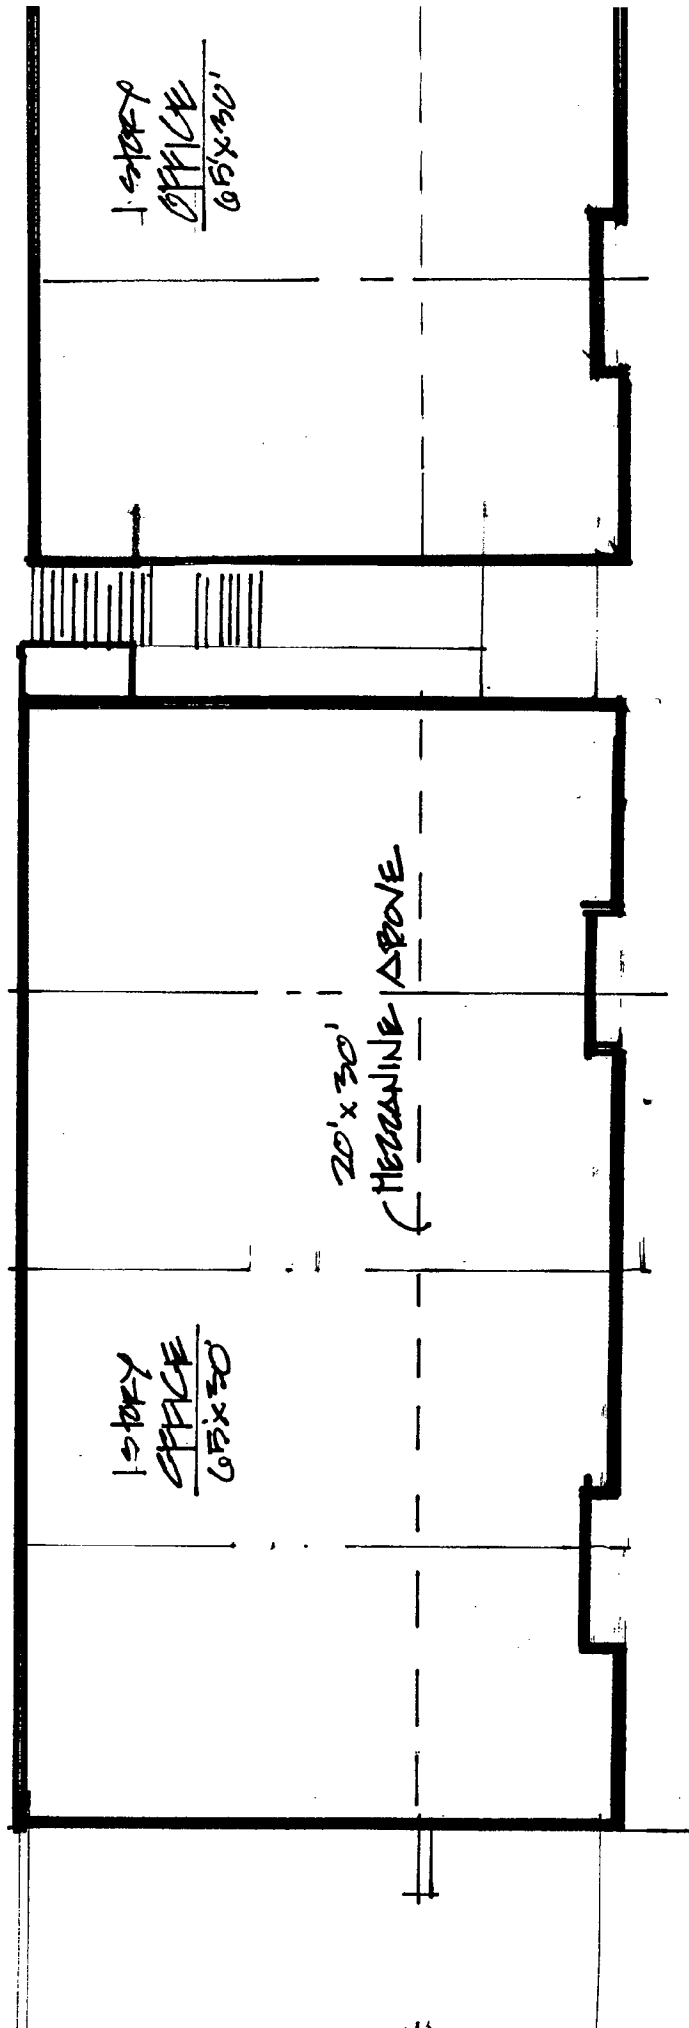 1 STORY
OFFICE
65'X30'
20'X30'
MEZZANINE ABOVE
1 STORY
OFFICE
65'X30'